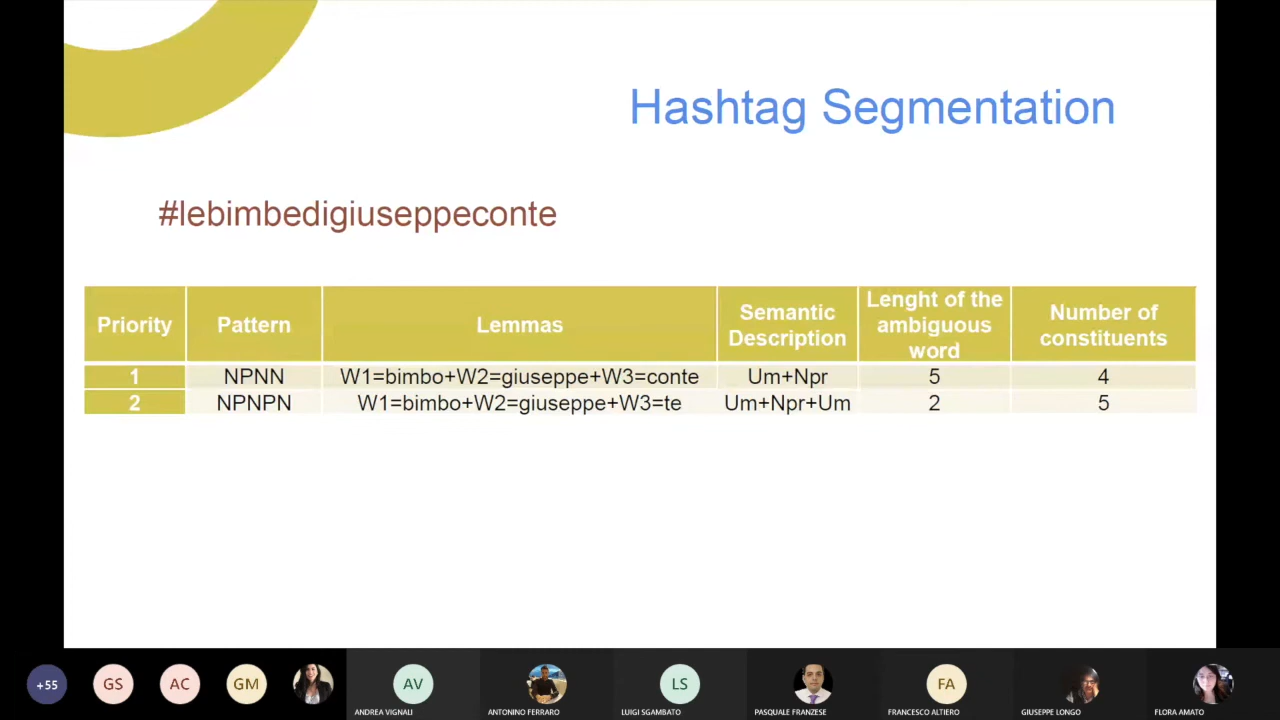 Hashtag Segmentation
#lebimbedigiuseppeconte
Priority Pattern Lemmas Semantic Description Lenght of the ambiguous word Number of constituents
1 NPNN W1=bimbo+W2=giuseppe+W3=conte Um+Npr 5 4
2 NPNPN W1=bimbo+W2=giuseppe+W3=te Um+Npr+Um 2 5
+55 GS AC GM AV LS FA
ANDREA VIGNALI ANTONINO FERRARO LUIGI SGAMBATO PASQUALE FRANZESE FRANCESCO ALTIERO GIUSEPPE LONGO FLORA AMATO